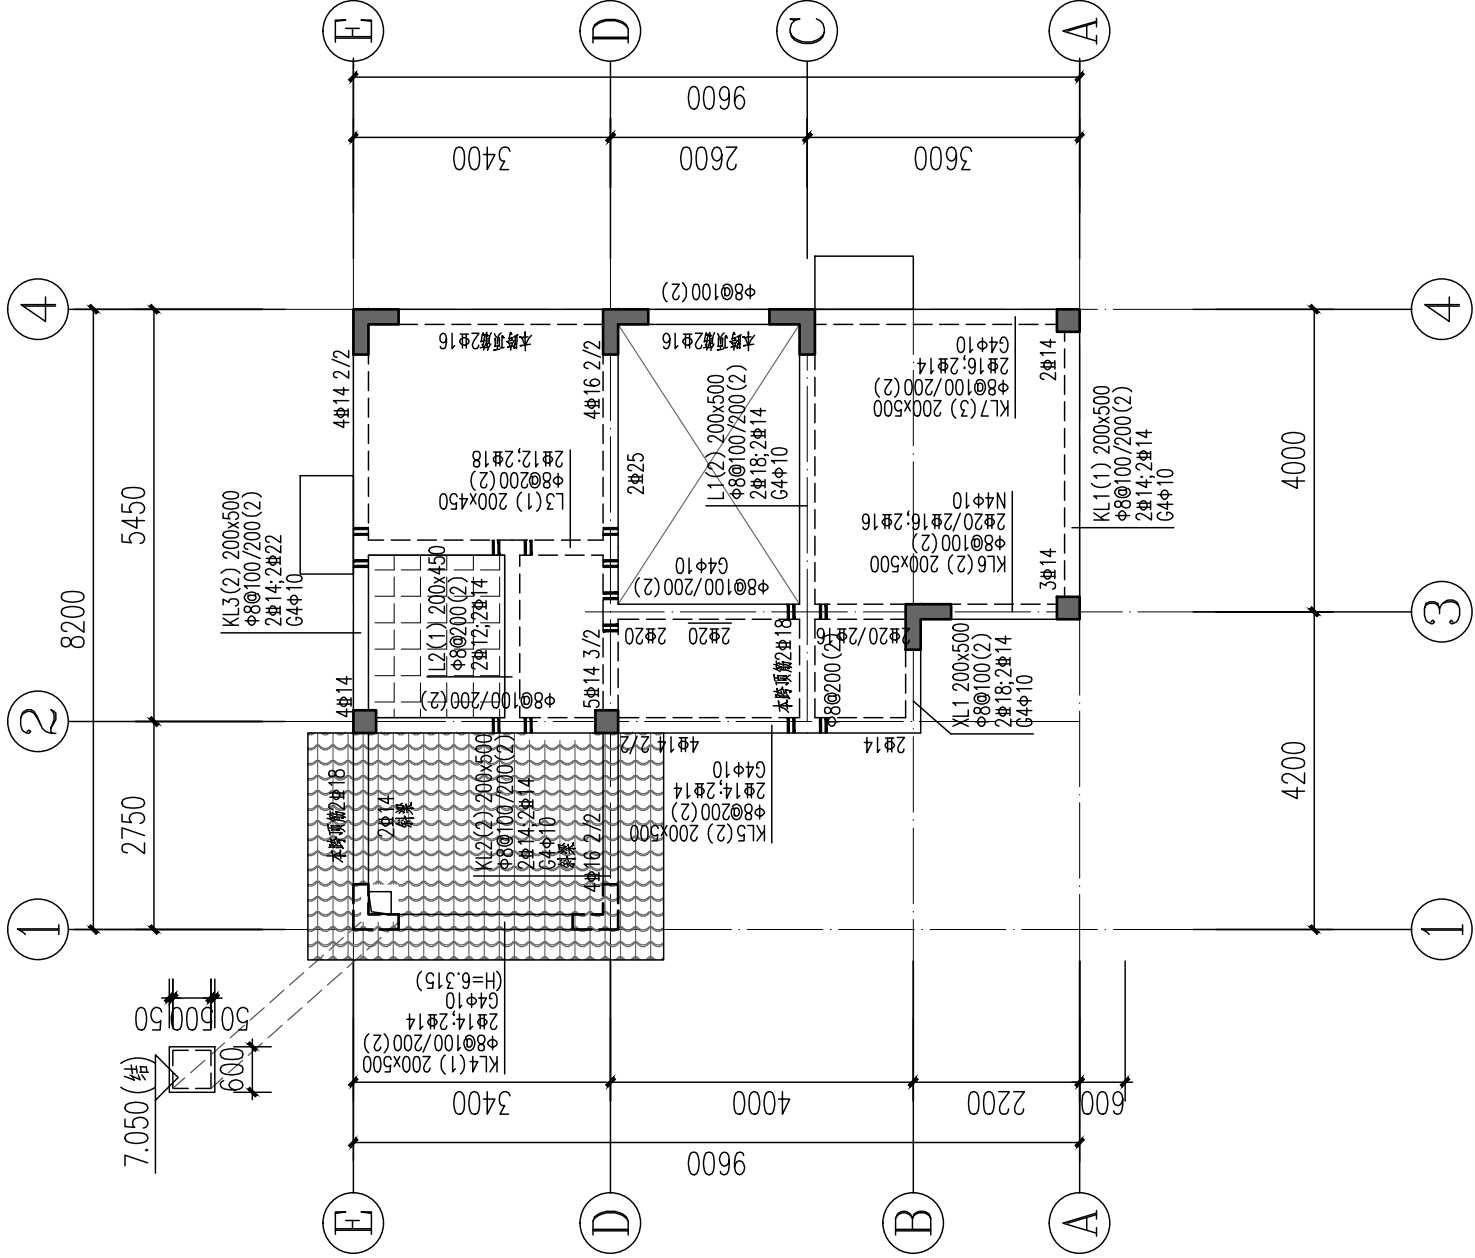 E
D
C
A
9600
3400
2600
3600
4
4
8200
5450
2750
4000
4200
3
3
2
1
1
Φ8@100(2)
本跨顶筋2Φ16
本跨顶筋2Φ16
4Φ14 2/2
4Φ16 2/2
2Φ14
KL3(2) 200x500
Φ8@100/200(2)
2Φ14;2Φ22
G4Φ10
L3(1) 200x450
Φ8@200(2)
2Φ12;2Φ18
2Φ25
L1(2) 200x500
Φ8@100/200(2)
2Φ18;2Φ14
G4Φ10
KL7(3) 200x500
Φ8@100/200(2)
2Φ16;2Φ14
G4Φ10
KL1(1) 200x500
Φ8@100/200(2)
2Φ14;2Φ14
G4Φ10
KL6(2) 200x500
Φ8@100(2)
2Φ20/2Φ16;2Φ16
N4Φ10
L2(1) 200x450
Φ8@200(2)
2Φ12;2Φ14
Φ8@100/200(2)
G4Φ10
Φ8@100/200(2)
3Φ14
4Φ14
5Φ14 3/2
2Φ20
2Φ20
本跨顶筋2Φ18
2Φ20/2Φ16
Φ8@200(2)
XL1 200x500
Φ8@100(2)
2Φ18;2Φ14
G4Φ10
4Φ14 2/2
2Φ14
KL5(2) 200x500
Φ8@200(2)
2Φ14;2Φ14
G4Φ10
本跨顶筋2Φ18
2Φ14
斜梁
KL2(2) 200x500
Φ8@100/200(2)
2Φ14;2Φ14
G4Φ10
斜梁
4Φ16 2/2
KL4(1) 200x500
Φ8@100/200(2)
2Φ14;2Φ14
G4Φ10
(H=6.315)
50
500
50
600
7.050(结)
3400
4000
2200
600
9600
E
D
B
A